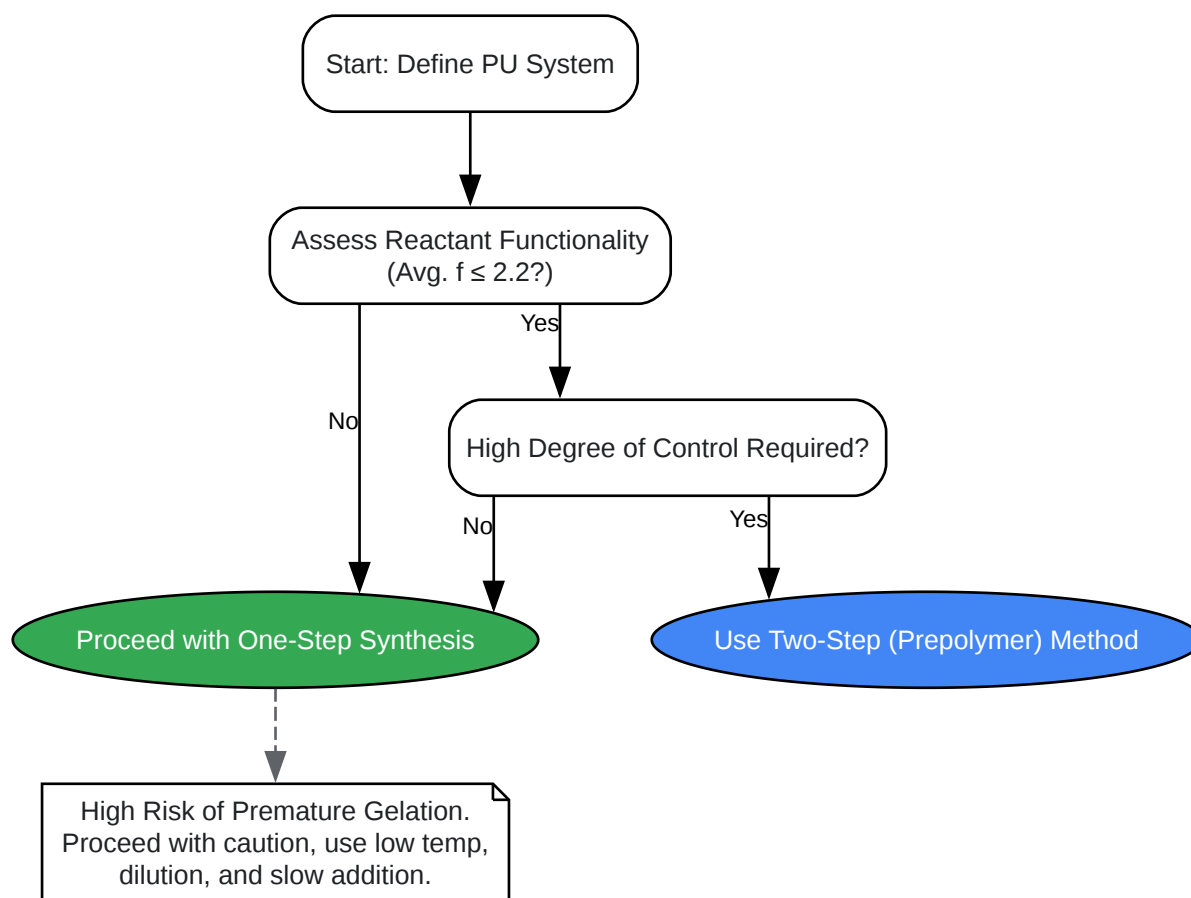 Start: Define PU System
Assess Reactant Functionality
(Avg. f ≤ 2.2?)
Yes
No
High Degree of Control Required?
No
Yes
Proceed with One-Step Synthesis
Use Two-Step (Prepolymer) Method
High Risk of Premature Gelation.
Proceed with caution, use low temp,
dilution, and slow addition.